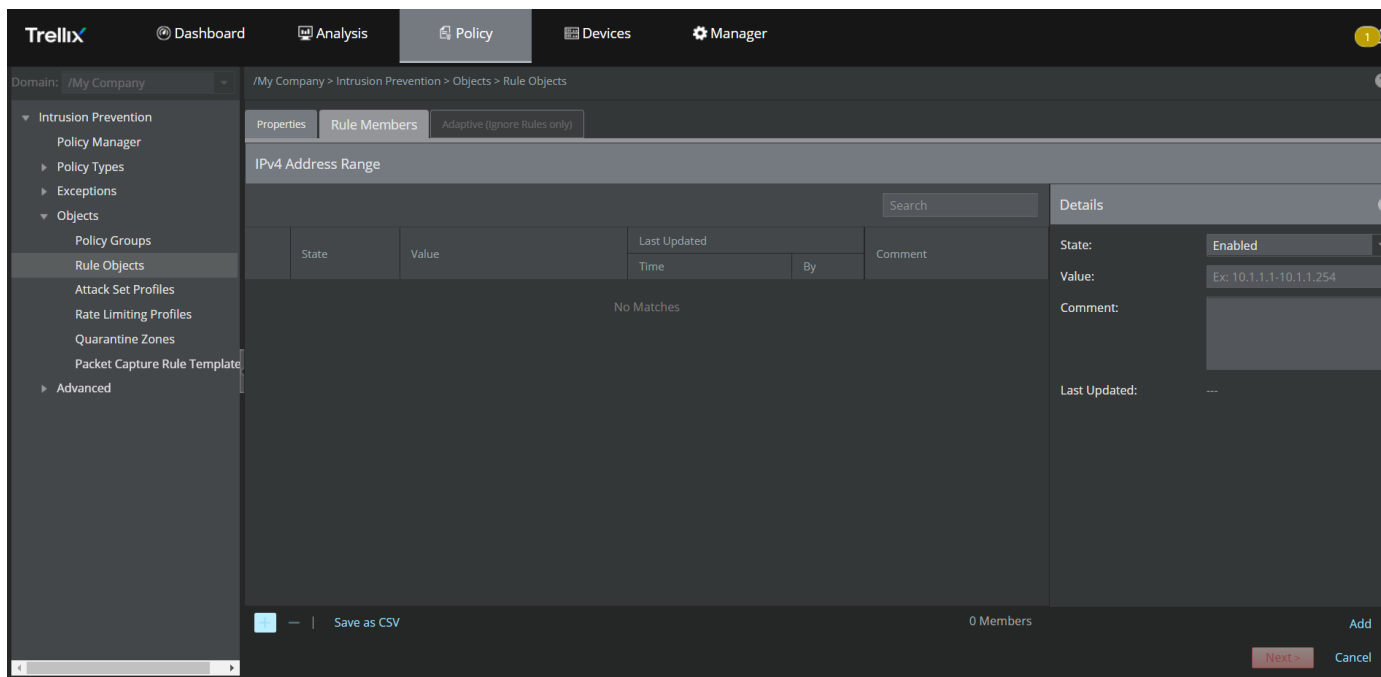 Trellix
Dashboard
Analysis
Policy
Devices
Manager
1
Domain: /My Company
/My Company > Intrusion Prevention > Objects > Rule Objects
Intrusion Prevention
Policy Manager
Policy Types
Exceptions
Objects
Policy Groups
Rule Objects
Attack Set Profiles
Rate Limiting Profiles
Quarantine Zones
Packet Capture Rule Template
Advanced
Properties
Rule Members
Adaptive (Ignore Rules only)
IPv4 Address Range
Search
State
Value
Last Updated
Time
By
Comment
No Matches
Details
State: Enabled
Value: Ex: 10.1.1.1-10.1.1.254
Comment:
Last Updated: ---
+ − | Save as CSV
0 Members
Add
Next >
Cancel